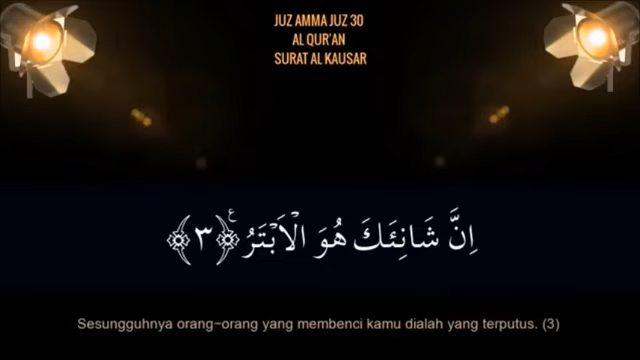 JUZ AMMA JUZ 30
AL QUR'AN
SURAT AL KAUSAR
اِنَّ شَانِئَكَ هُوَ الْاَبْتَرُ ࣖ ﴿٣﴾
Sesungguhnya orang-orang yang membenci kamu dialah yang terputus. (3)